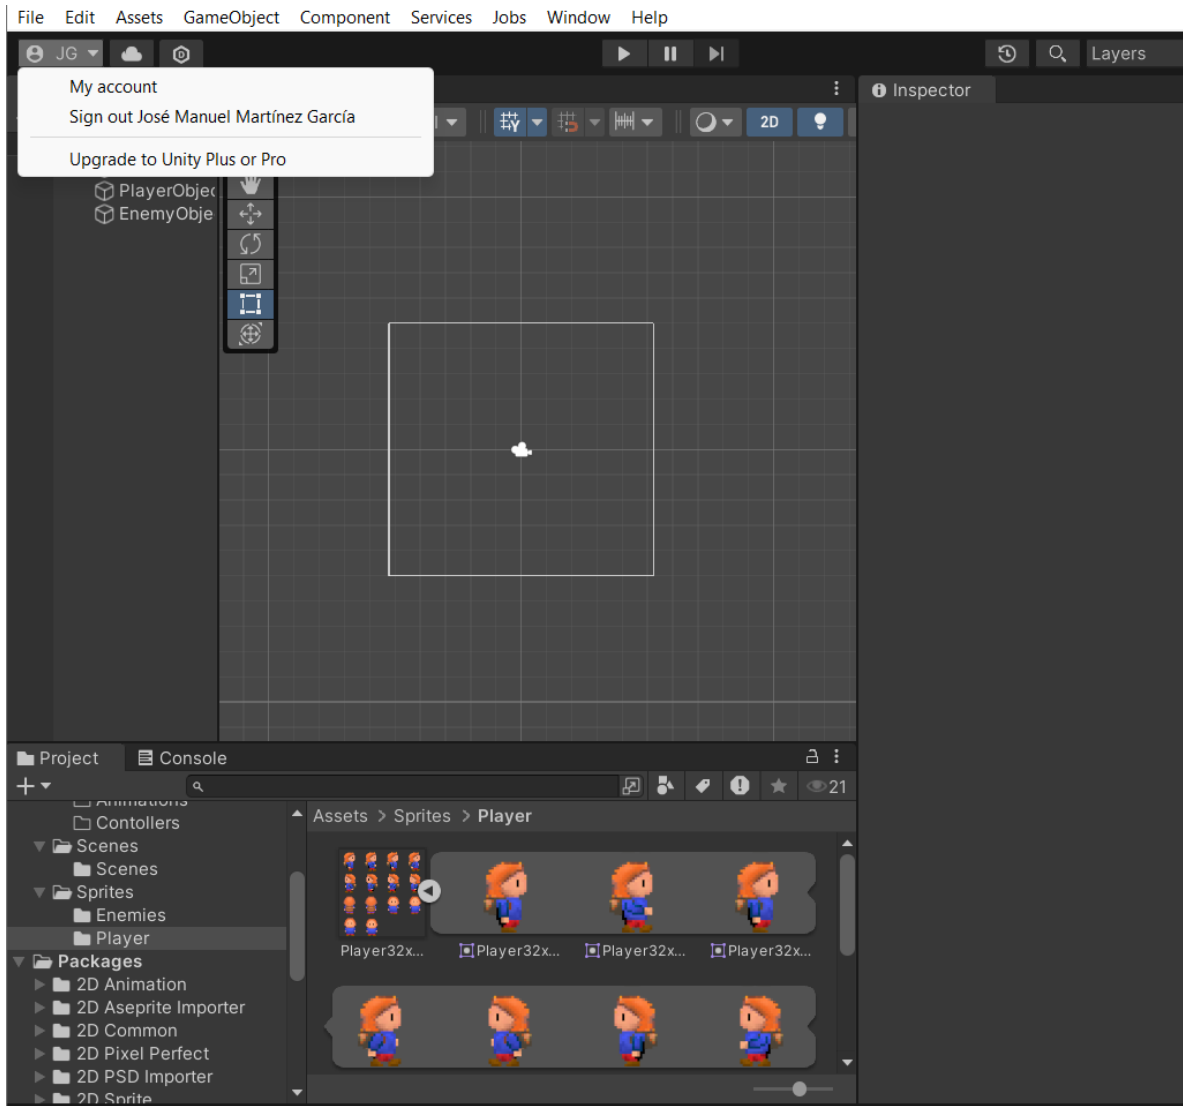 File Edit Assets GameObject Component Services Jobs Window Help
JG Layers
My account
Sign out José Manuel Martínez García
Upgrade to Unity Plus or Pro
Inspector
2D
PlayerObjec
EnemyObje
Project Console
21
Animations
Contollers
Scenes
Scenes
Sprites
Enemies
Player
Packages
2D Animation
2D Aseprite Importer
2D Common
2D Pixel Perfect
2D PSD Importer
2D Sprite
Assets > Sprites > Player
Player32x... Player32x... Player32x... Player32x...